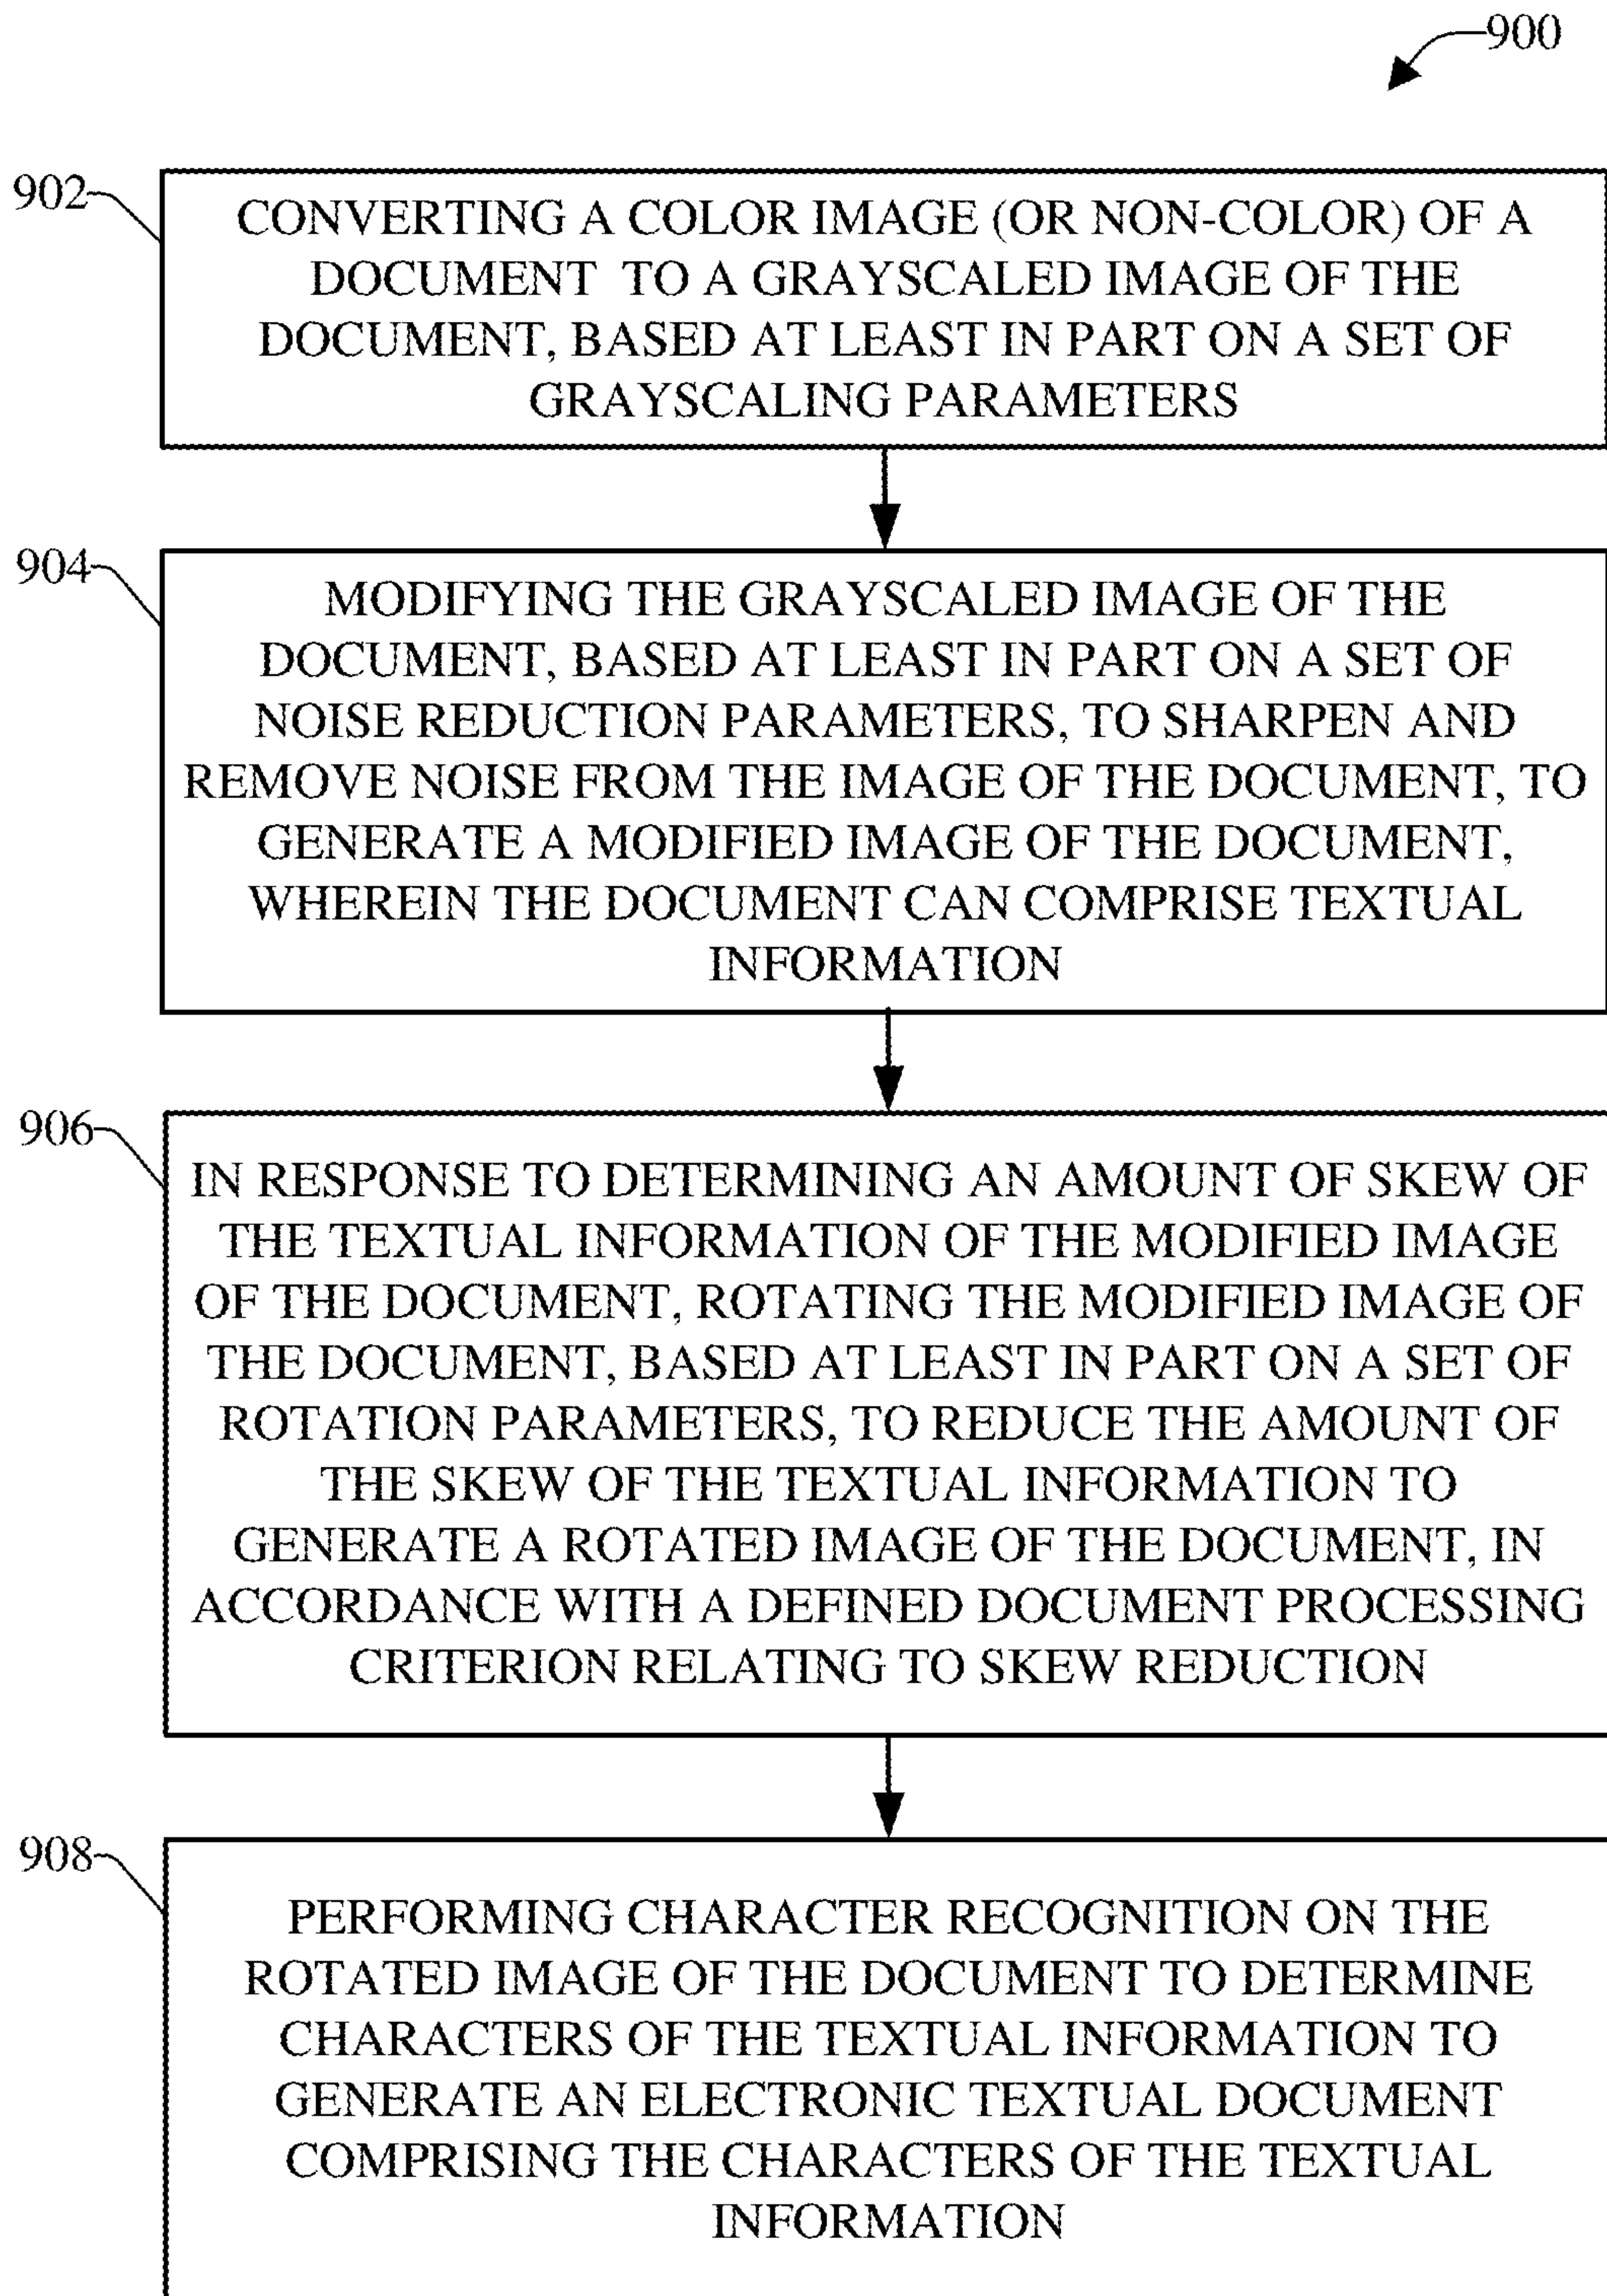 900
902
CONVERTING A COLOR IMAGE (OR NON-COLOR) OF A
DOCUMENT TO A GRAYSCALED IMAGE OF THE
DOCUMENT, BASED AT LEAST IN PART ON A SET OF
GRAYSCALING PARAMETERS
904
MODIFYING THE GRAYSCALED IMAGE OF THE
DOCUMENT, BASED AT LEAST IN PART ON A SET OF
NOISE REDUCTION PARAMETERS, TO SHARPEN AND
REMOVE NOISE FROM THE IMAGE OF THE DOCUMENT, TO
GENERATE A MODIFIED IMAGE OF THE DOCUMENT,
WHEREIN THE DOCUMENT CAN COMPRISE TEXTUAL
INFORMATION
906
IN RESPONSE TO DETERMINING AN AMOUNT OF SKEW OF
THE TEXTUAL INFORMATION OF THE MODIFIED IMAGE
OF THE DOCUMENT, ROTATING THE MODIFIED IMAGE OF
THE DOCUMENT, BASED AT LEAST IN PART ON A SET OF
ROTATION PARAMETERS, TO REDUCE THE AMOUNT OF
THE SKEW OF THE TEXTUAL INFORMATION TO
GENERATE A ROTATED IMAGE OF THE DOCUMENT, IN
ACCORDANCE WITH A DEFINED DOCUMENT PROCESSING
CRITERION RELATING TO SKEW REDUCTION
908
PERFORMING CHARACTER RECOGNITION ON THE
ROTATED IMAGE OF THE DOCUMENT TO DETERMINE
CHARACTERS OF THE TEXTUAL INFORMATION TO
GENERATE AN ELECTRONIC TEXTUAL DOCUMENT
COMPRISING THE CHARACTERS OF THE TEXTUAL
INFORMATION